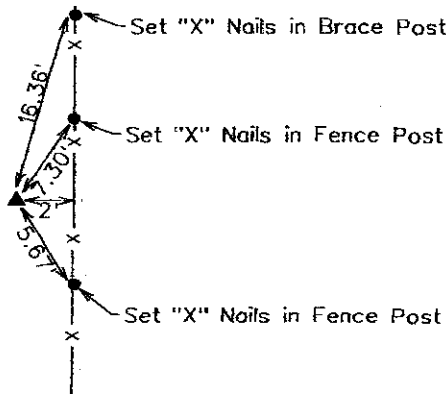 Set "X" Nails in Brace Post
16.36'
x
Set "X" Nails in Fence Post
x
7.30'
2'
x
5.67'
Set "X" Nails in Fence Post
x